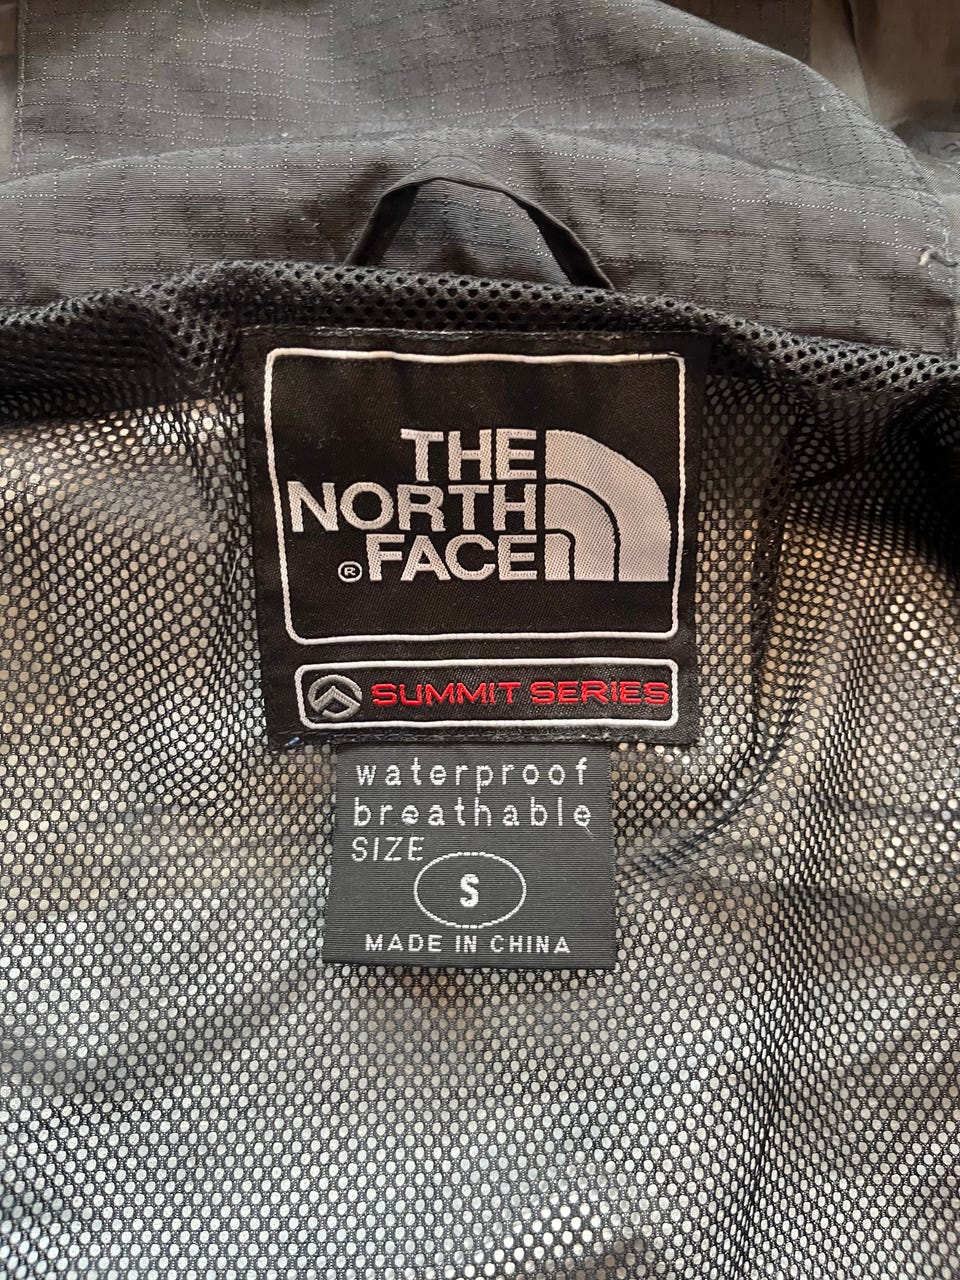 THE
NORTH
® FACE
SUMMIT SERIES
waterproof
breathable
SIZE
S
MADE IN CHINA